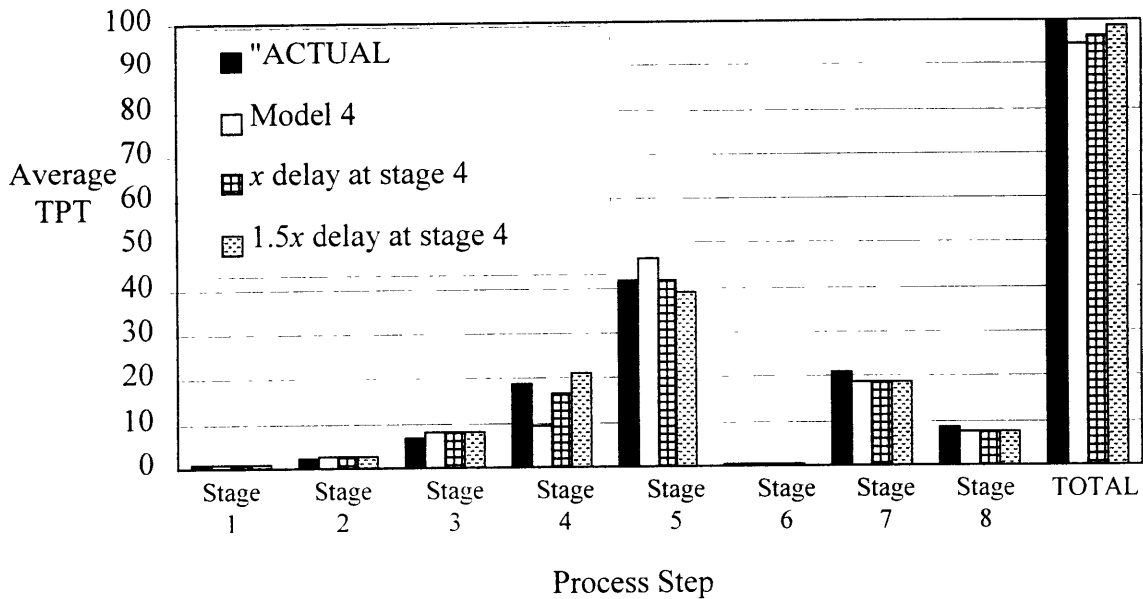 100
90
80
70
60
50
40
30
20
10
0
Average
TPT
"ACTUAL
Model 4
x delay at stage 4
1.5x delay at stage 4
Stage 1
Stage 2
Stage 3
Stage 4
Stage 5
Stage 6
Stage 7
Stage 8
TOTAL
Process Step